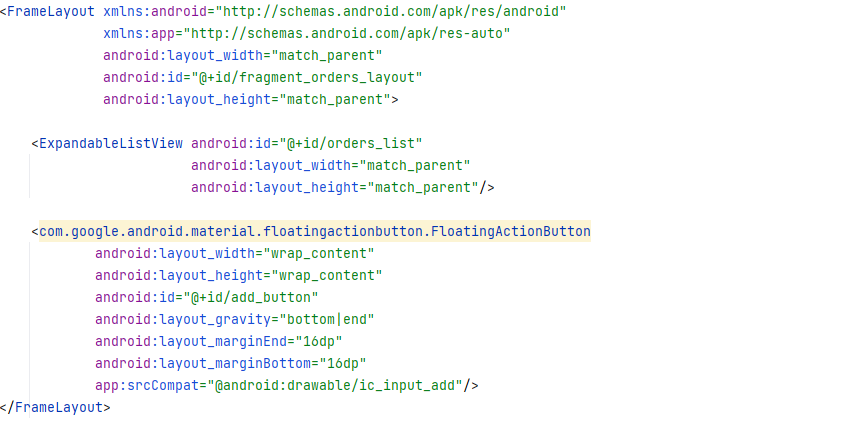 <FrameLayout xmlns:android="http://schemas.android.com/apk/res/android"
             xmlns:app="http://schemas.android.com/apk/res-auto"
             android:layout_width="match_parent"
             android:id="@+id/fragment_orders_layout"
             android:layout_height="match_parent">

    <ExpandableListView android:id="@+id/orders_list"
                        android:layout_width="match_parent"
                        android:layout_height="match_parent"/>

    <com.google.android.material.floatingactionbutton.FloatingActionButton
            android:layout_width="wrap_content"
            android:layout_height="wrap_content"
            android:id="@+id/add_button"
            android:layout_gravity="bottom|end"
            android:layout_marginEnd="16dp"
            android:layout_marginBottom="16dp"
            app:srcCompat="@android:drawable/ic_input_add"/>
</FrameLayout>